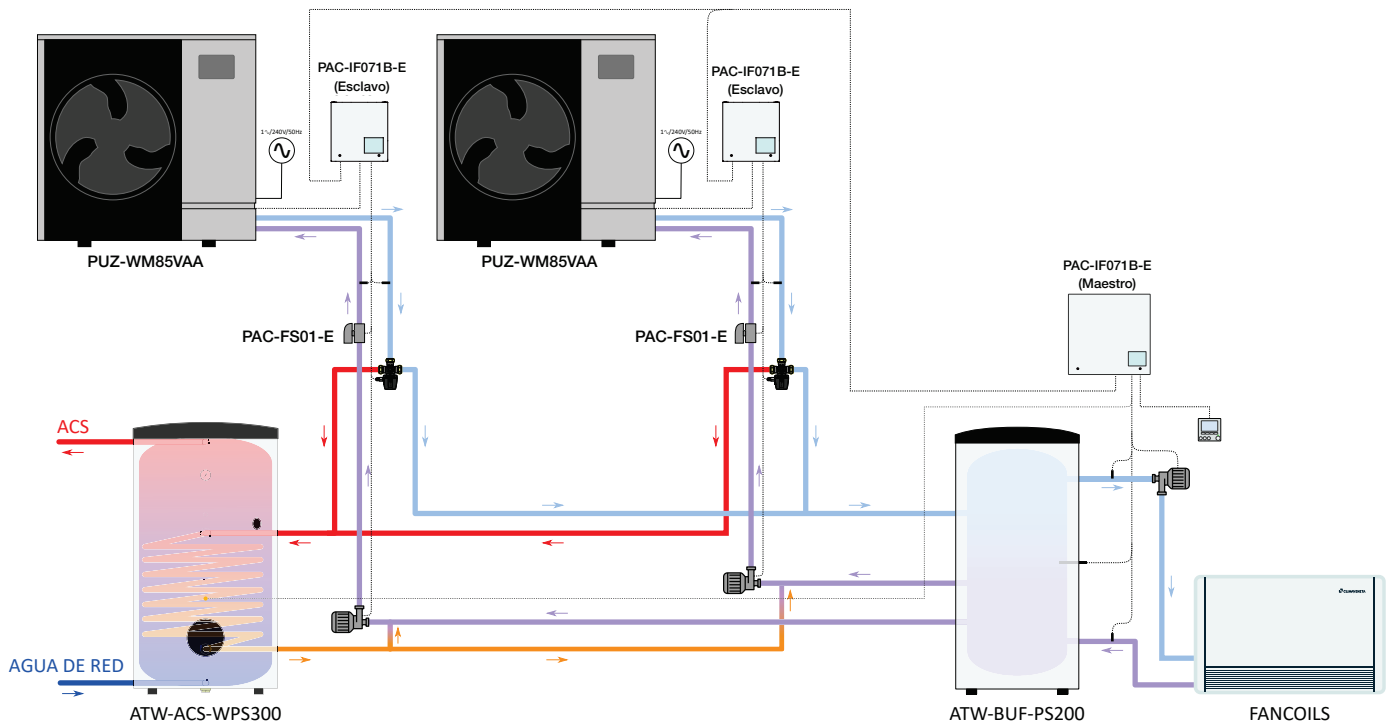 PAC-IF071B-E
(Esclavo)
PAC-IF071B-E
(Esclavo)
1~/240V/50Hz
1~/240V/50Hz
PUZ-WM85VAA
PUZ-WM85VAA
PAC-IF071B-E
(Maestro)
PAC-FS01-E
PAC-FS01-E
ACS
CLIMAVENETA
AGUA DE RED
ATW-ACS-WPS300
ATW-BUF-PS200
FANCOILS